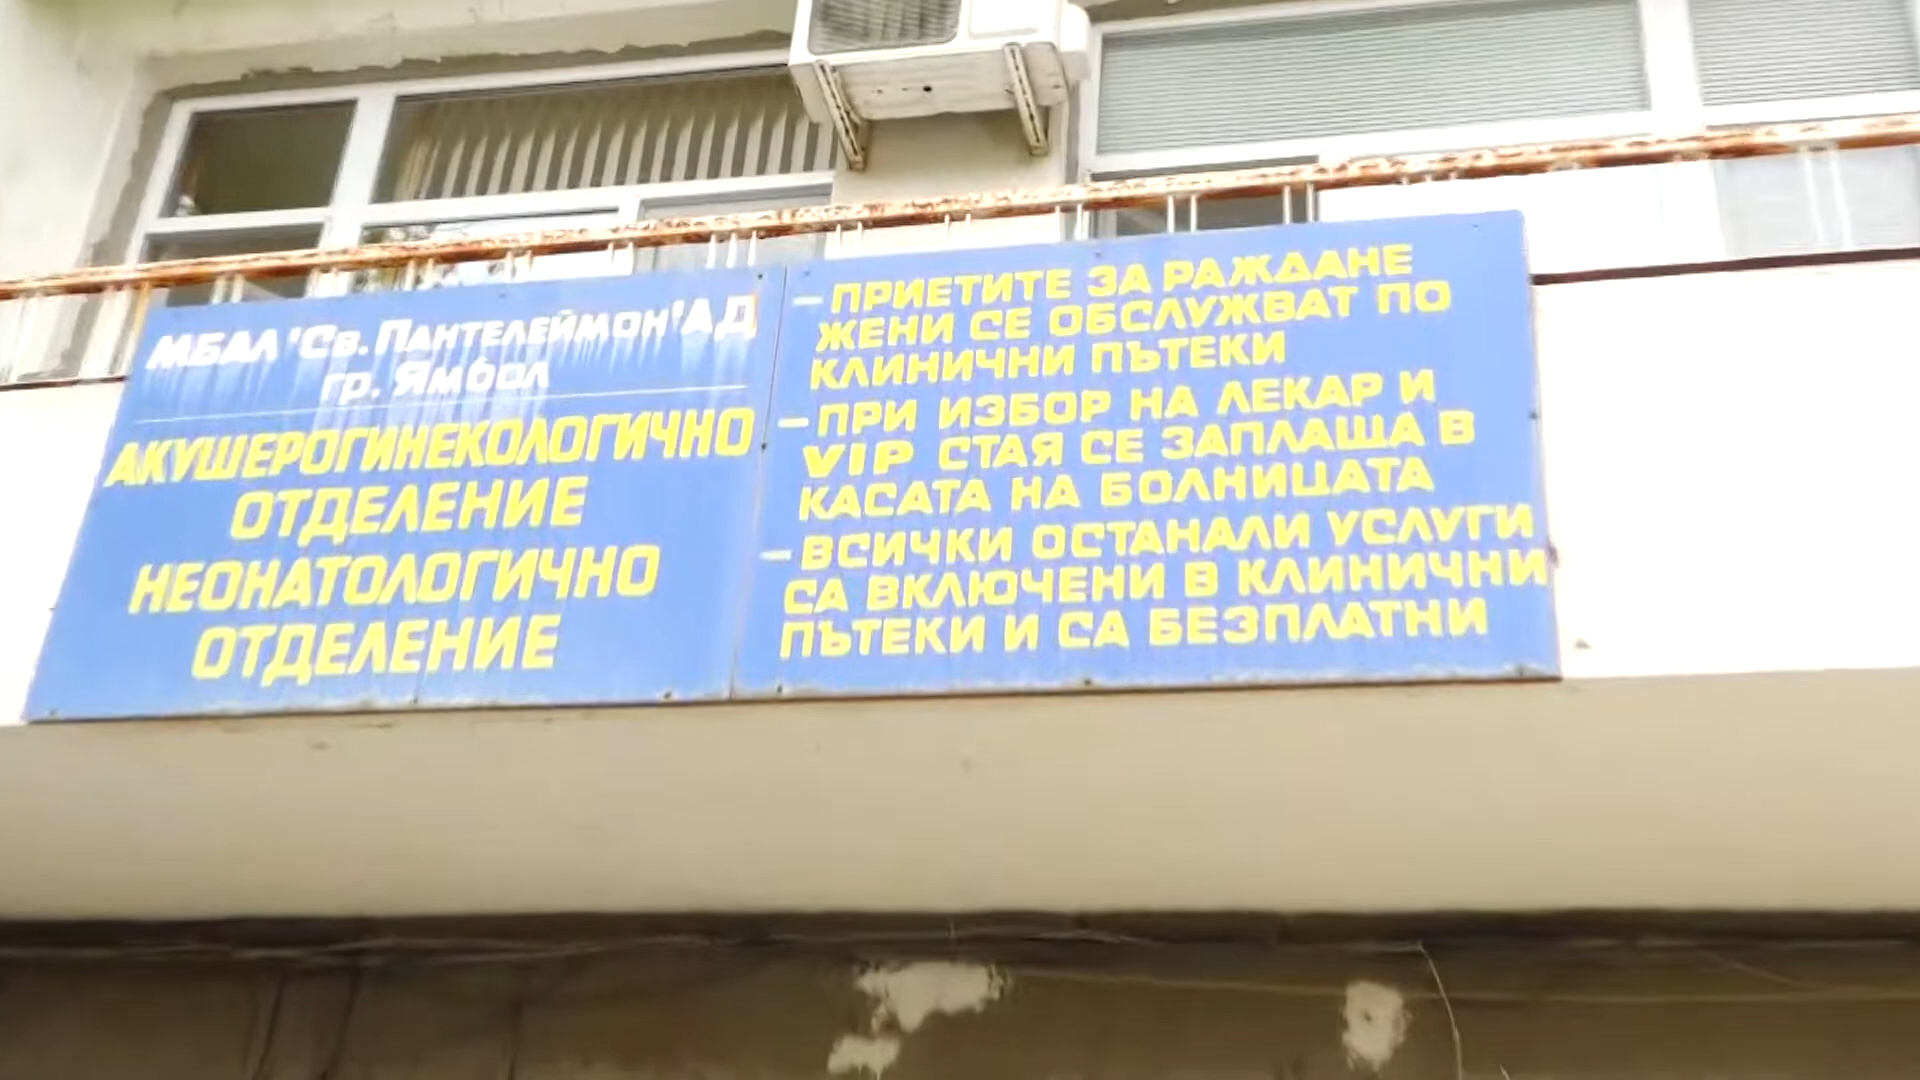 МБАЛ "Св. Пантелеймон" АД
гр. Ямбол
АКУШЕРОГИНЕКОЛОГИЧНО
ОТДЕЛЕНИЕ
НЕОНАТОЛОГИЧНО
ОТДЕЛЕНИЕ
– ПРИЕТИТЕ ЗА РАЖДАНЕ
ЖЕНИ СЕ ОБСЛУЖВАТ ПО
КЛИНИЧНИ ПЪТЕКИ
– ПРИ ИЗБОР НА ЛЕКАР И
VIP СТАЯ СЕ ЗАПЛАЩА В
КАСАТА НА БОЛНИЦАТА
– ВСИЧКИ ОСТАНАЛИ УСЛУГИ
СА ВКЛЮЧЕНИ В КЛИНИЧНИ
ПЪТЕКИ И СА БЕЗПЛАТНИ